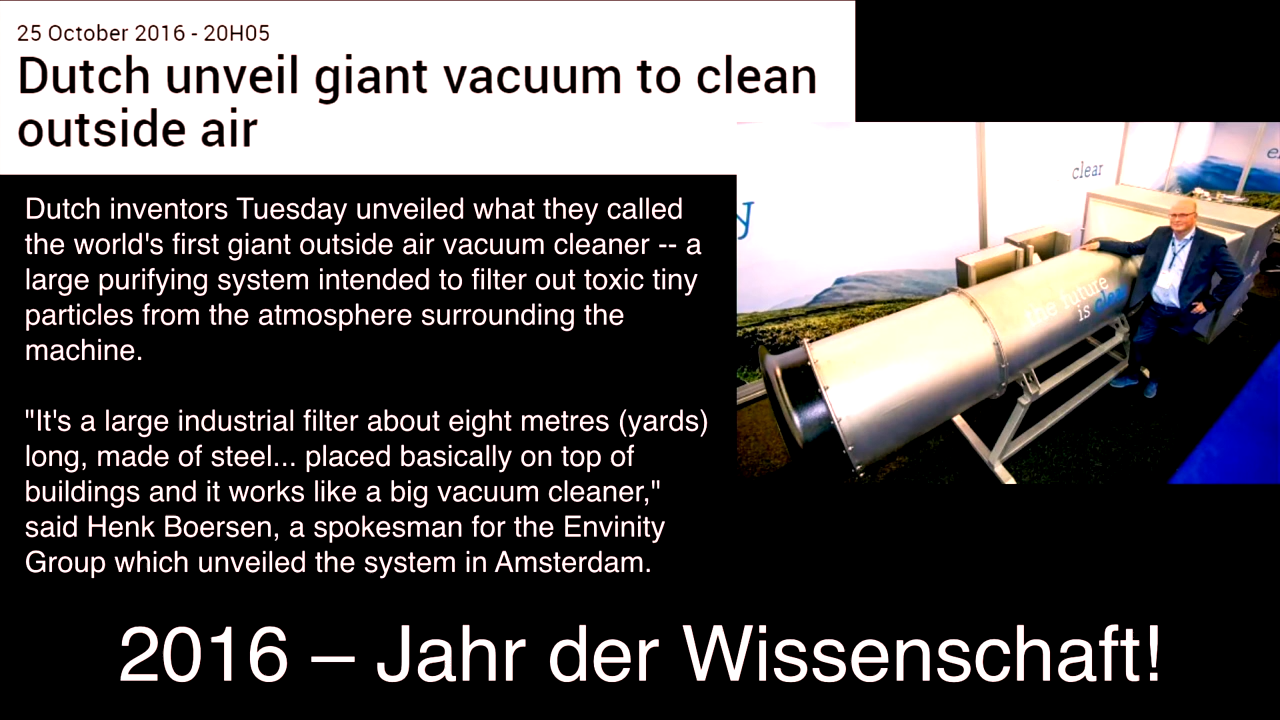 25 October 2016 - 20H05
Dutch unveil giant vacuum to clean
outside air
Dutch inventors Tuesday unveiled what they called
the world's first giant outside air vacuum cleaner -- a
large purifying system intended to filter out toxic tiny
particles from the atmosphere surrounding the
machine.
"It's a large industrial filter about eight metres (yards)
long, made of steel... placed basically on top of
buildings and it works like a big vacuum cleaner,"
said Henk Boersen, a spokesman for the Envinity
Group which unveiled the system in Amsterdam.
clear
the future
is clear
2016 – Jahr der Wissenschaft!